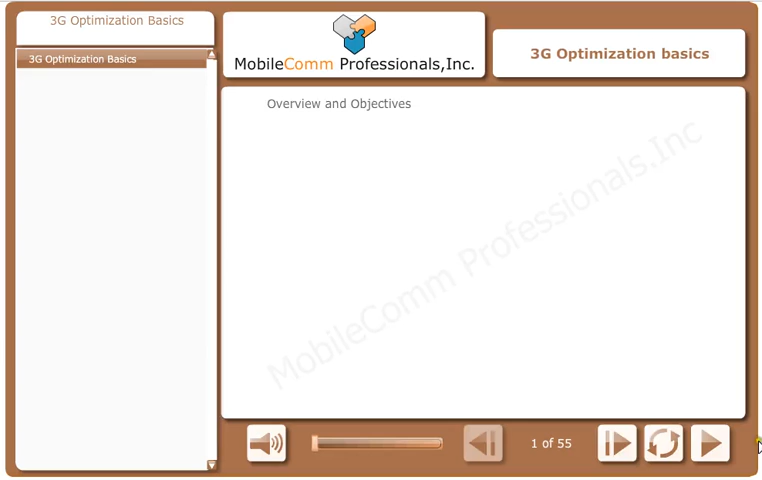 3G Optimization Basics
3G Optimization Basics
MobileComm Professionals,Inc.
3G Optimization basics
Overview and Objectives
MobileComm Professionals.Inc
1 of 55